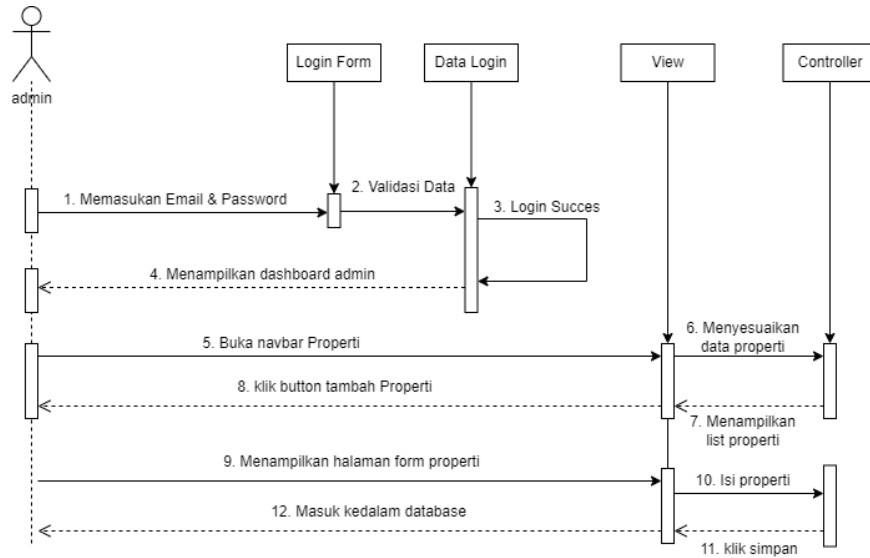 admin
Login Form
Data Login
View
Controller
1. Memasukan Email & Password
2. Validasi Data
3. Login Succes
4. Menampilkan dashboard admin
5. Buka navbar Properti
6. Menyesuaikan
data properti
7. Menampilkan
list properti
8. klik button tambah Properti
9. Menampilkan halaman form properti
10. Isi properti
11. klik simpan
12. Masuk kedalam database